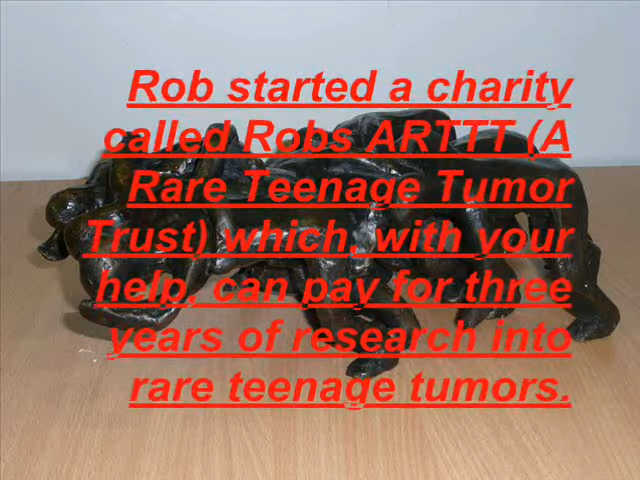 Rob started a charity
called Robs ARTTT (A
Rare Teenage Tumor
Trust) which, with your
help, can pay for three
years of research into
rare teenage tumors.